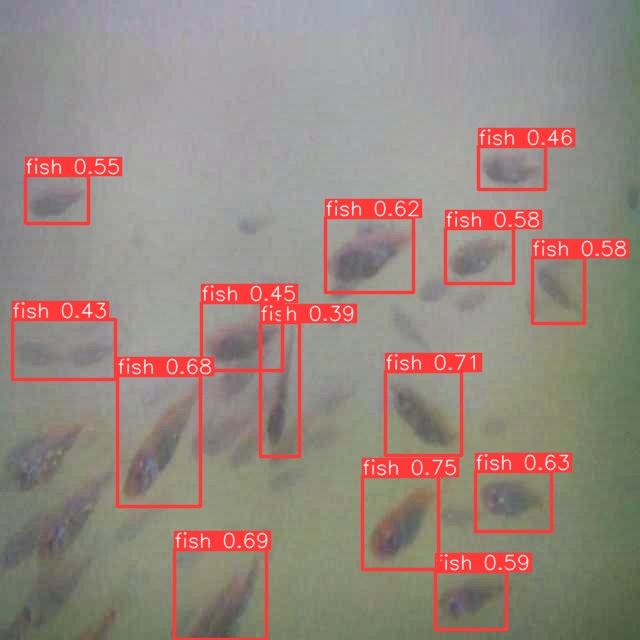 fish 0.46
fish 0.55
fish 0.62
fish 0.58
fish 0.58
fish 0.45
fish 0.43
fish 0.39
fish 0.68
fish 0.71
fish 0.75
fish 0.63
fish 0.69
fish 0.59